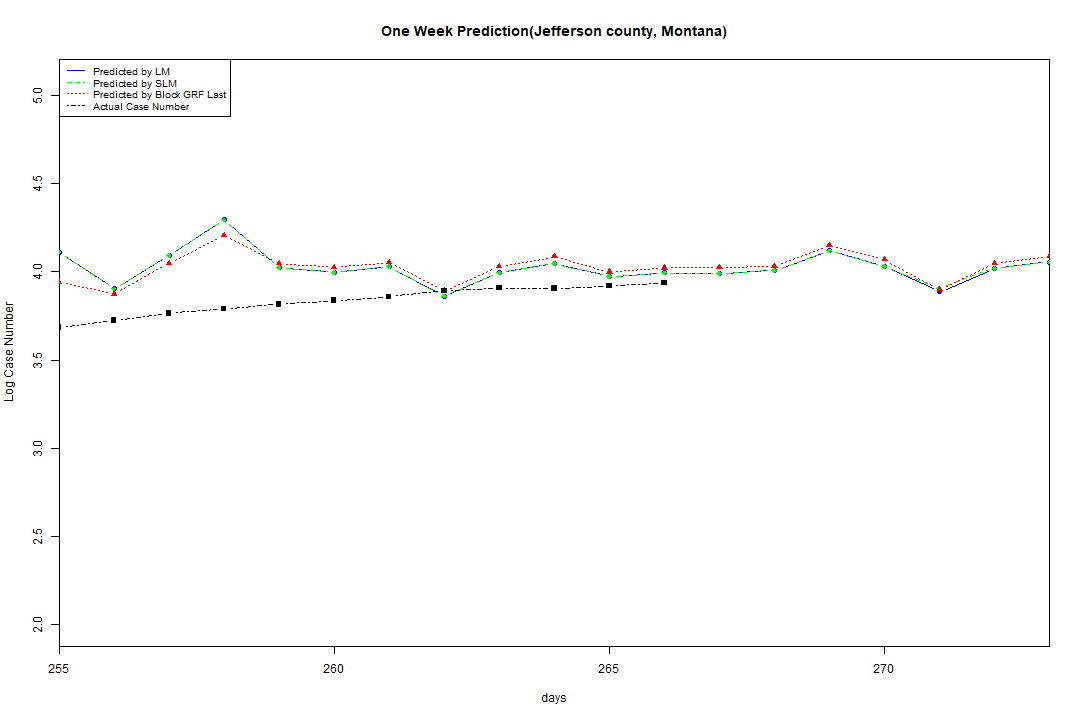 One Week Prediction(Jefferson county, Montana)
Predicted by LM
Predicted by SLM
Predicted by Block GRF Last
Actual Case Number
5.0
4.5
4.0
3.5
3.0
2.5
2.0
Log Case Number
255
260
265
270
days